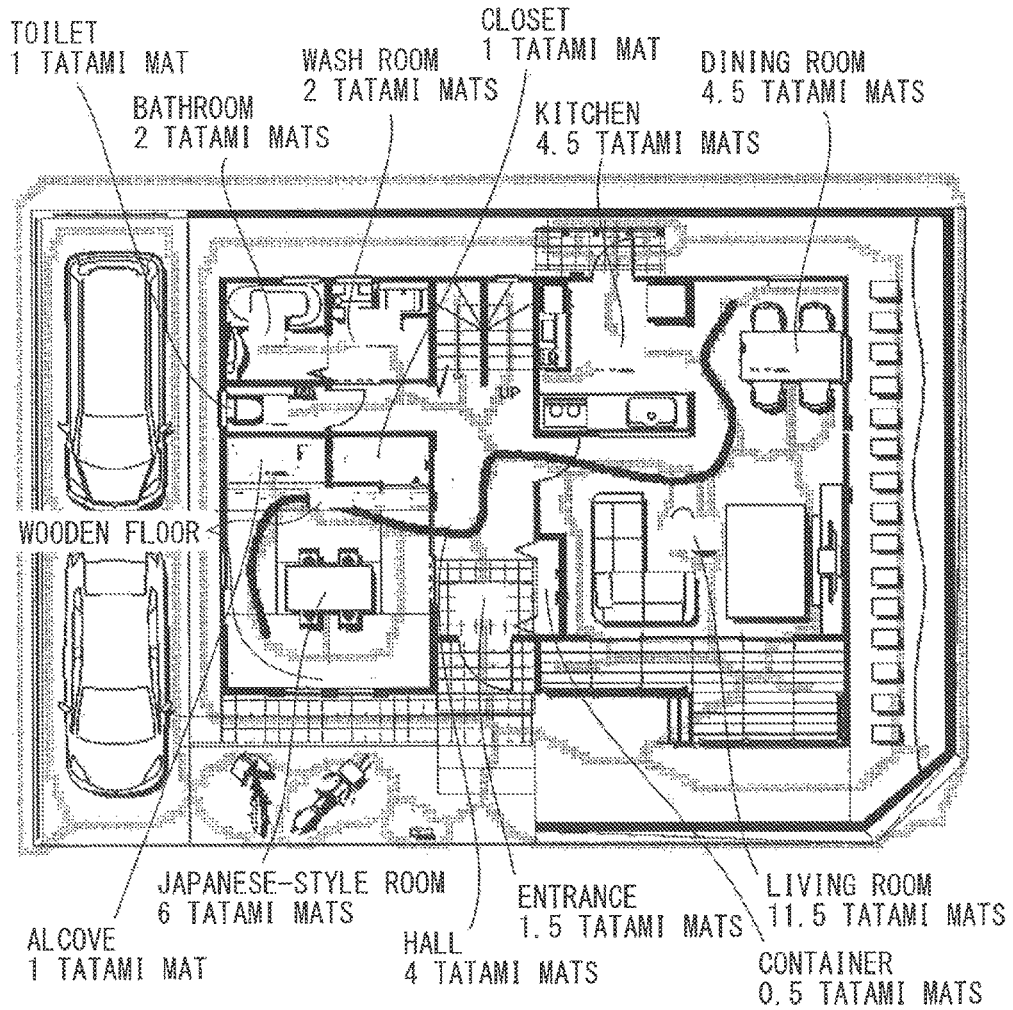 TOILET
1 TATAMI MAT
BATHROOM
2 TATAMI MATS
WASH ROOM
2 TATAMI MATS
CLOSET
1 TATAMI MAT
KITCHEN
4.5 TATAMI MATS
DINING ROOM
4.5 TATAMI MATS
WOODEN FLOOR
JAPANESE-STYLE ROOM
6 TATAMI MATS
ALCOVE
1 TATAMI MAT
HALL
4 TATAMI MATS
ENTRANCE
1.5 TATAMI MATS
LIVING ROOM
11.5 TATAMI MATS
CONTAINER
0.5 TATAMI MATS